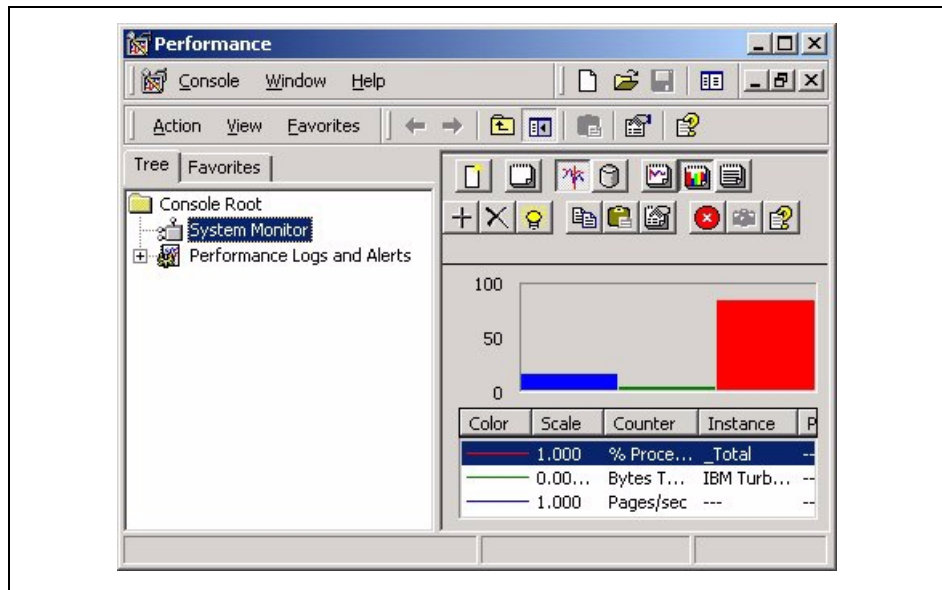 Performance
Console Window Help
Action View Favorites
Tree Favorites
Console Root
System Monitor
Performance Logs and Alerts
100
50
0
Color Scale Counter Instance P
1.000 % Proce... _Total --
0.00... Bytes T... IBM Turb... --
1.000 Pages/sec --- --